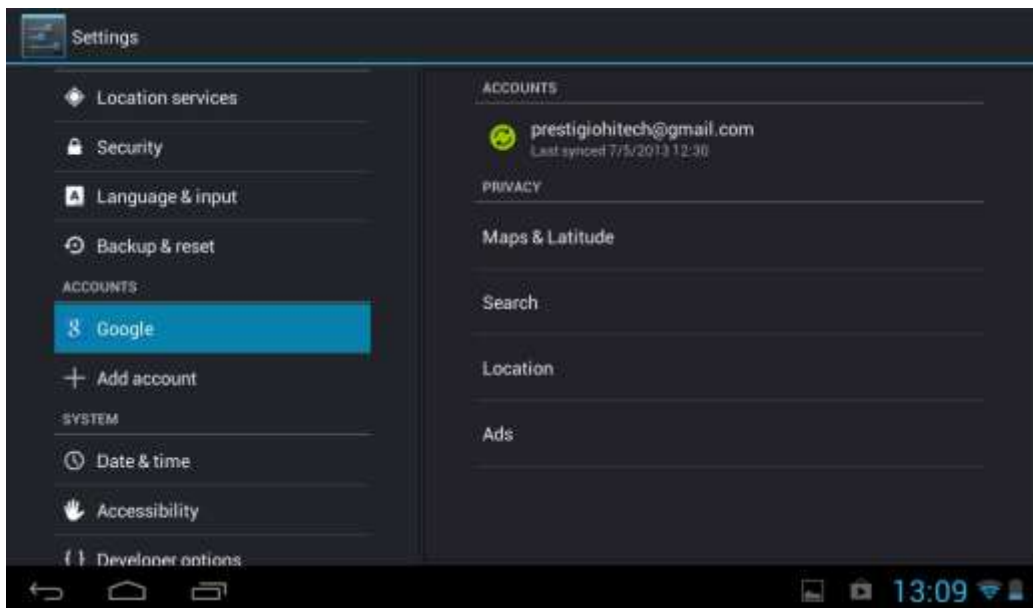 Settings
Location services
Security
Language & input
Backup & reset
ACCOUNTS
Google
Add account
SYSTEM
Date & time
Accessibility
{ } Developer options
ACCOUNTS
prestigiohitech@gmail.com
Last synced 7/5/2013 12:30
PRIVACY
Maps & Latitude
Search
Location
Ads
13:09